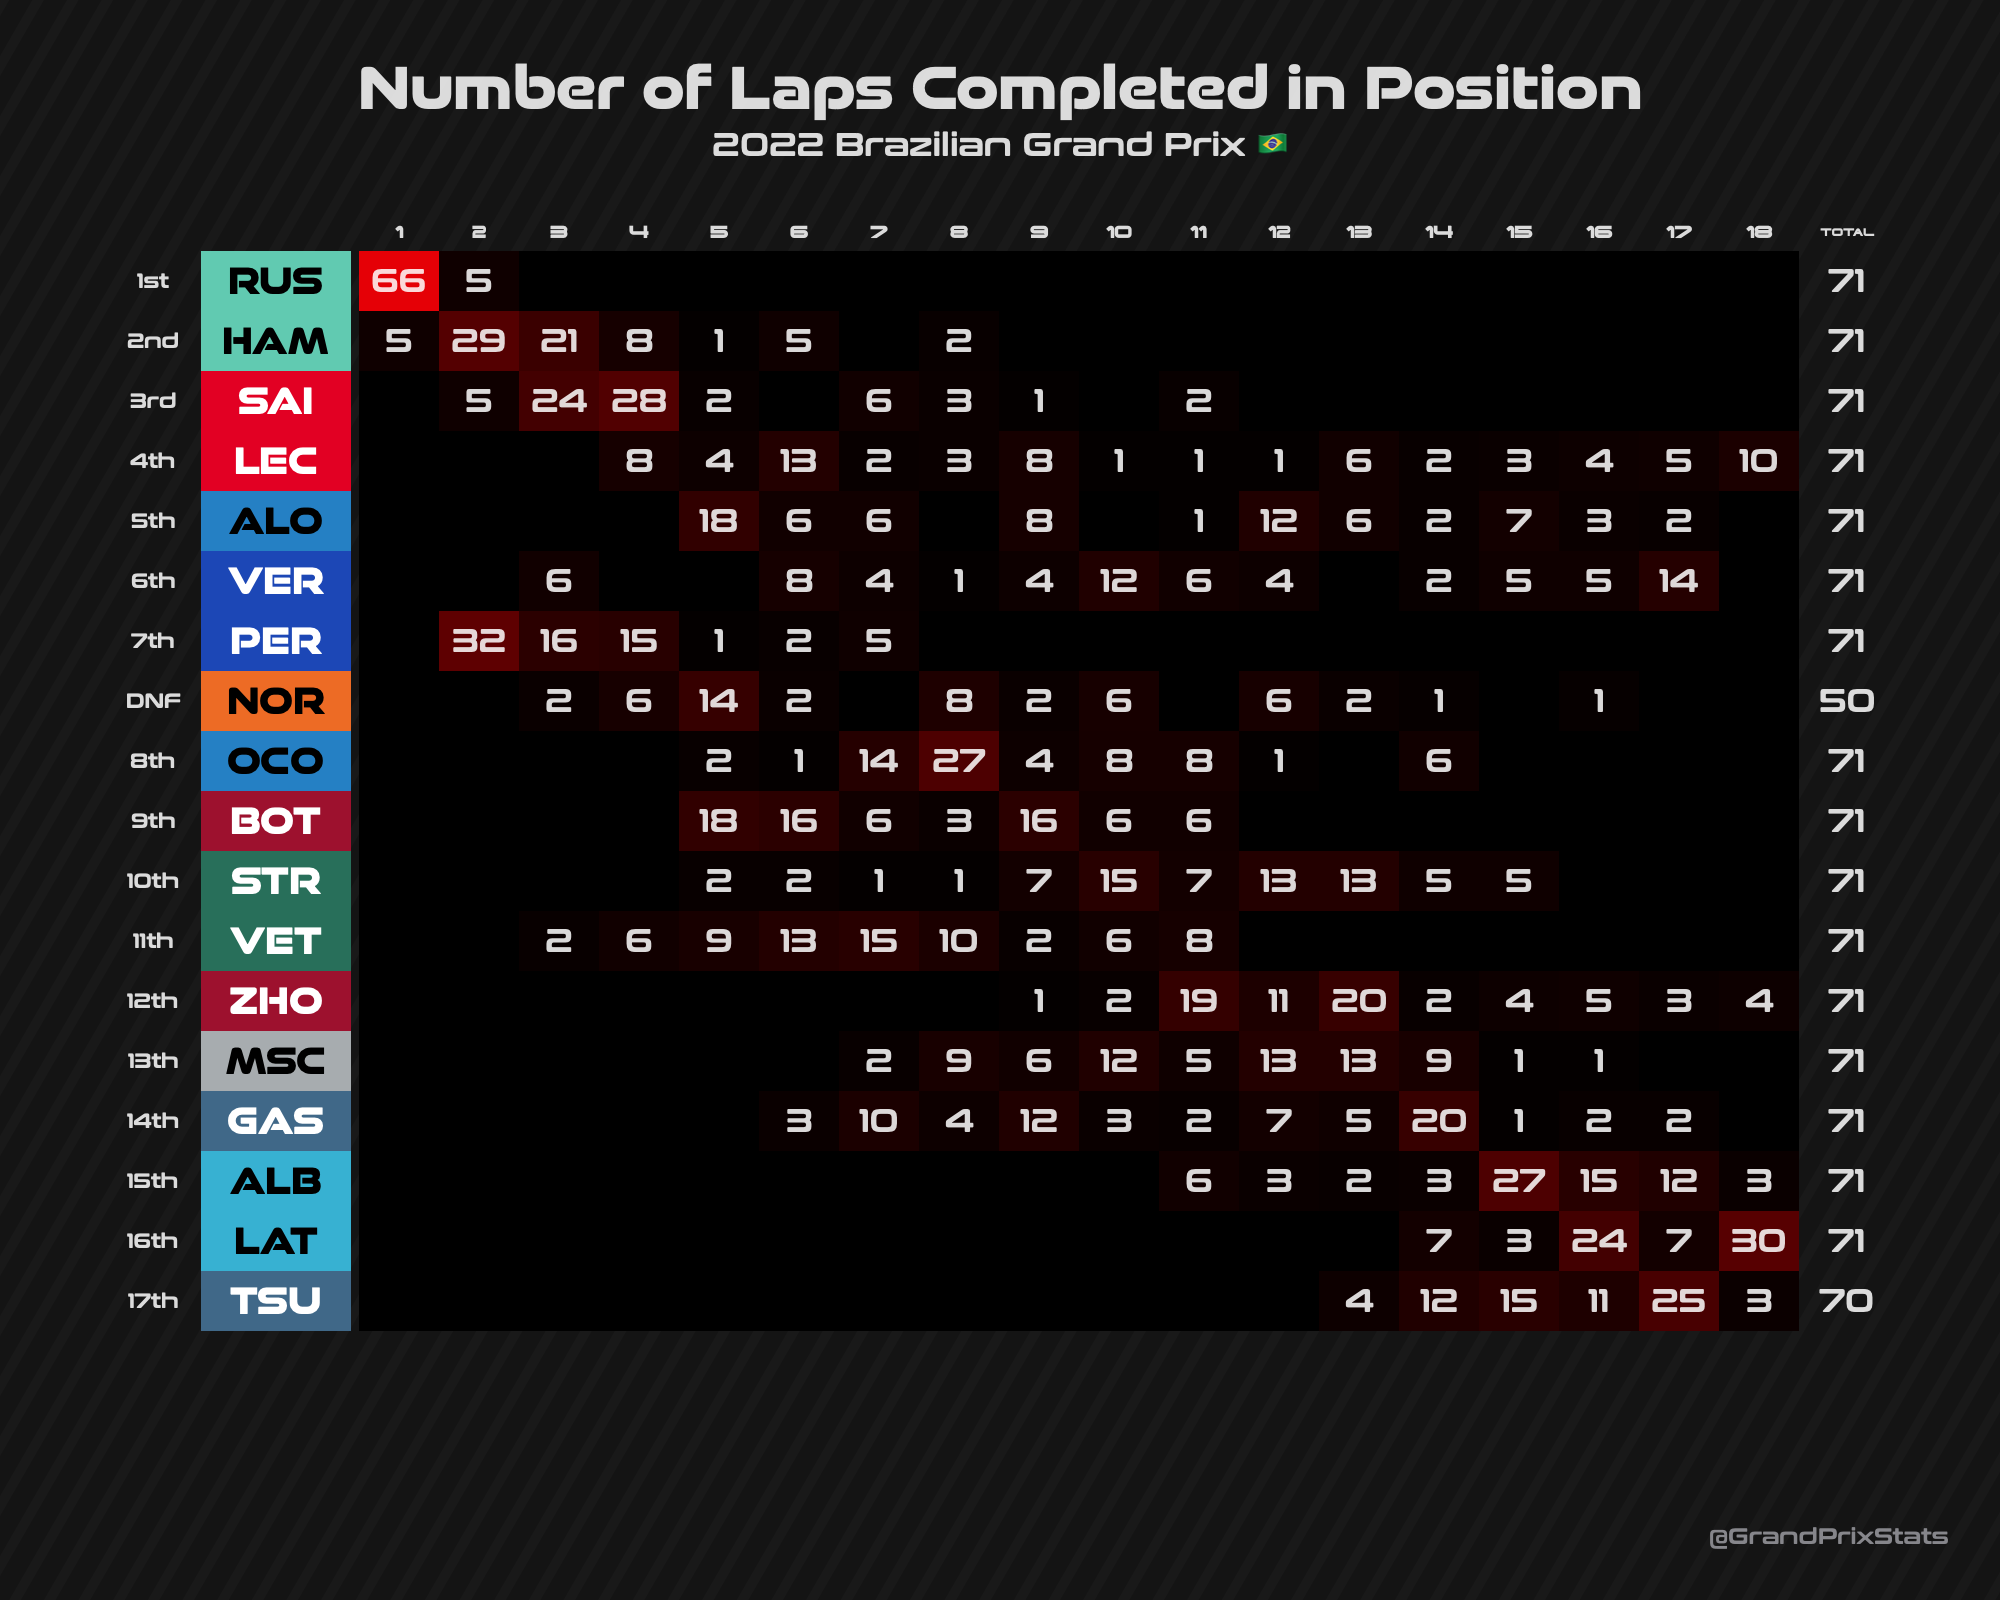 Number of Laps Completed in Position
2022 Brazilian Grand Prix 🇧🇷
1 2 3 4 5 6 7 8 9 10 11 12 13 14 15 16 17 18 TOTAL
1st RUS 66 5 71
2nd HAM 5 29 21 8 1 5 2 71
3rd SAI 5 24 28 2 6 3 1 2 71
4th LEC 8 4 13 2 3 8 1 1 1 6 2 3 4 5 10 71
5th ALO 18 6 6 8 1 12 6 2 7 3 2 71
6th VER 6 8 4 1 4 12 6 4 2 5 5 14 71
7th PER 32 16 15 1 2 5 71
DNF NOR 2 6 14 2 8 2 6 6 2 1 1 50
8th OCO 2 1 14 27 4 8 8 1 6 71
9th BOT 18 16 6 3 16 6 6 71
10th STR 2 2 1 1 7 15 7 13 13 5 5 71
11th VET 2 6 9 13 15 10 2 6 8 71
12th ZHO 1 2 19 11 20 2 4 5 3 4 71
13th MSC 2 9 6 12 5 13 13 9 1 1 71
14th GAS 3 10 4 12 3 2 7 5 20 1 2 2 71
15th ALB 6 3 2 3 27 15 12 3 71
16th LAT 7 3 24 7 30 71
17th TSU 4 12 15 11 25 3 70
@GrandPrixStats